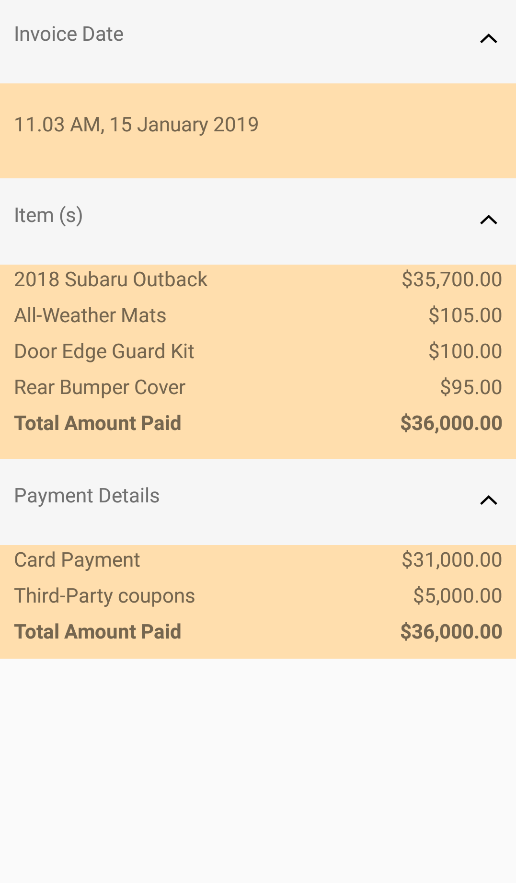 Invoice Date
11.03 AM, 15 January 2019
Item (s)
2018 Subaru Outback $35,700.00
All-Weather Mats $105.00
Door Edge Guard Kit $100.00
Rear Bumper Cover $95.00
Total Amount Paid $36,000.00
Payment Details
Card Payment $31,000.00
Third-Party coupons $5,000.00
Total Amount Paid $36,000.00